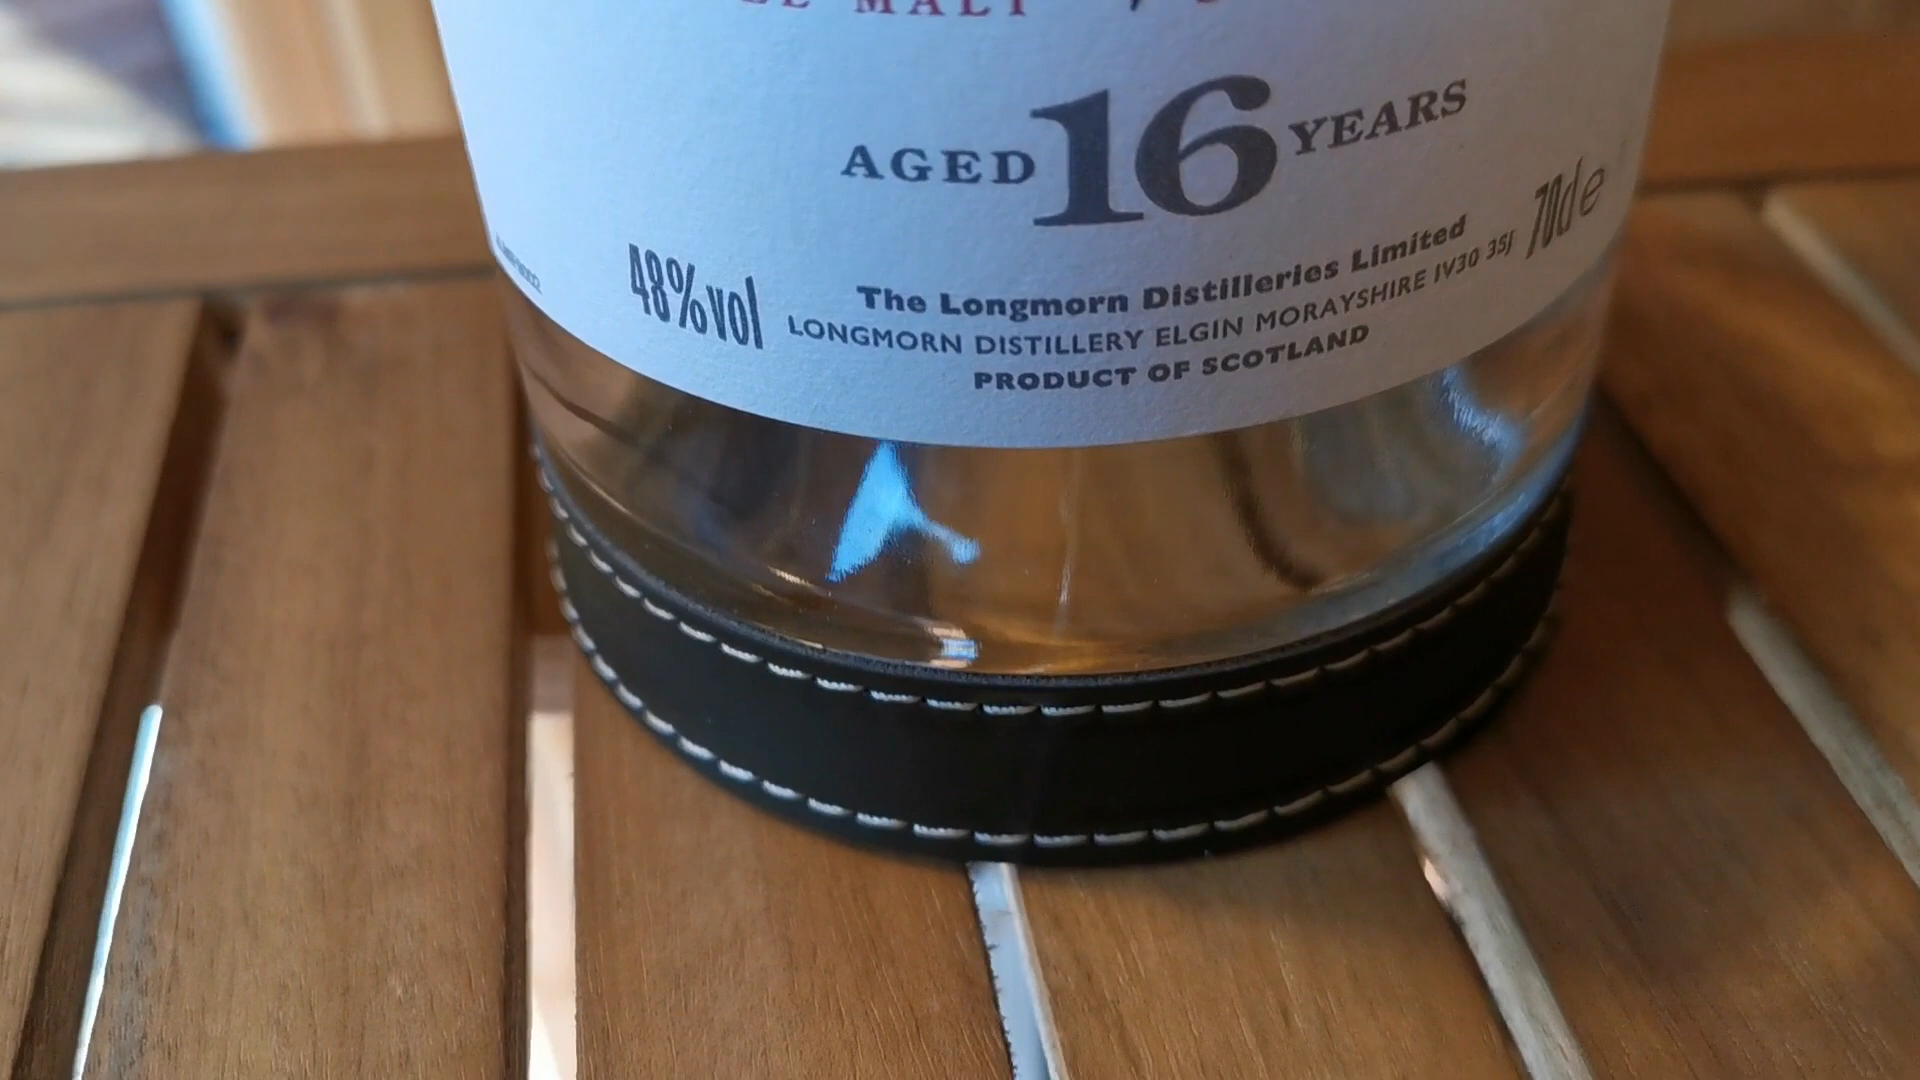 MALT
AGED 16 YEARS
48%vol
70cl e
The Longmorn Distilleries Limited
LONGMORN DISTILLERY ELGIN MORAYSHIRE IV30 3SJ
PRODUCT OF SCOTLAND